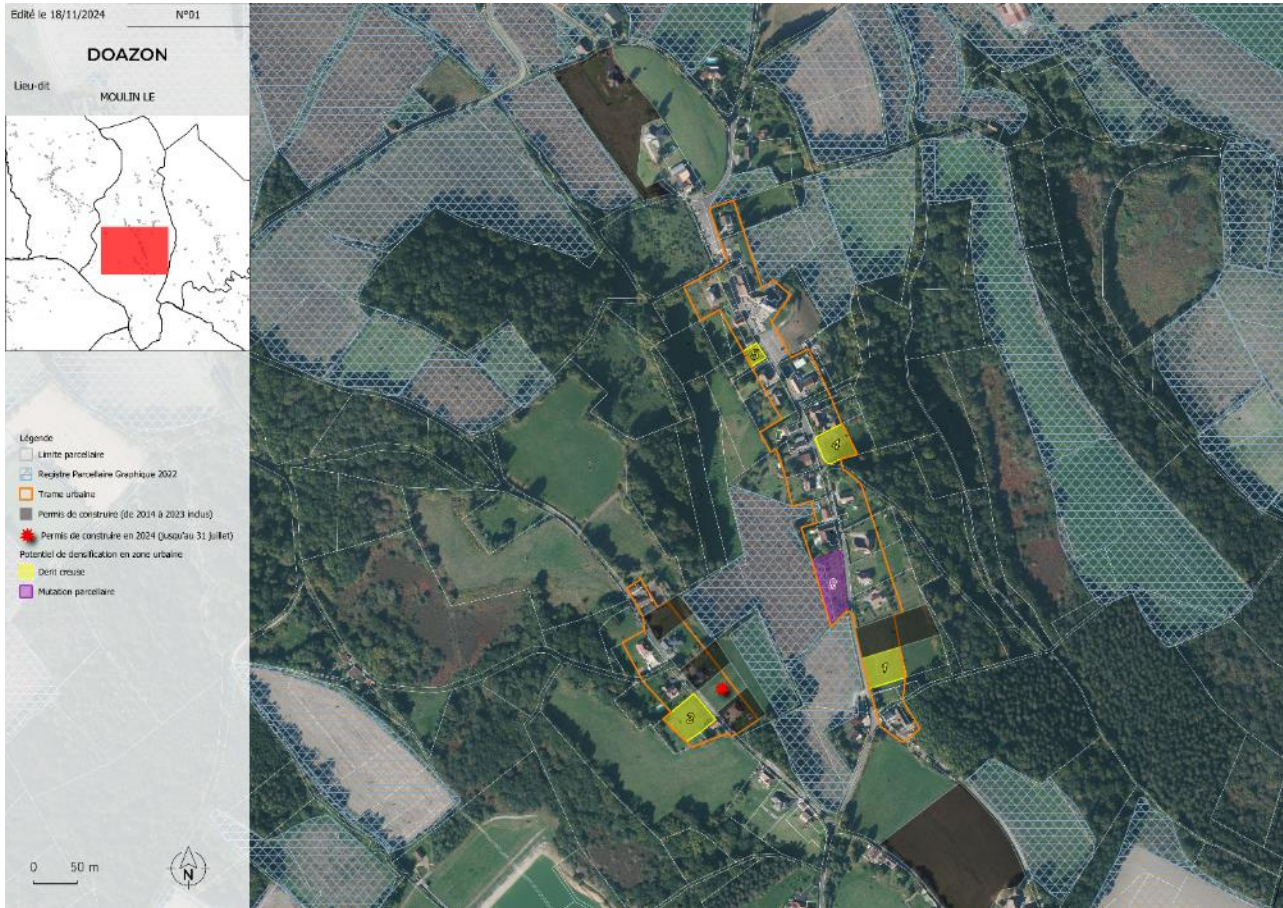 Edité le 18/11/2024 N°01
DOAZON
Lieu-dit
MOULIN LE
Légende
Limite parcellaire
Registre Parcellaire Graphique 2022
Trame urbaine
Permis de construire (de 2014 à 2023 inclus)
Permis de construire en 2024 (jusqu'au 31 juillet)
Potentiel de densification en zone urbaine
Dent creuse
Mutation parcellaire
0 50 m
N
4
1